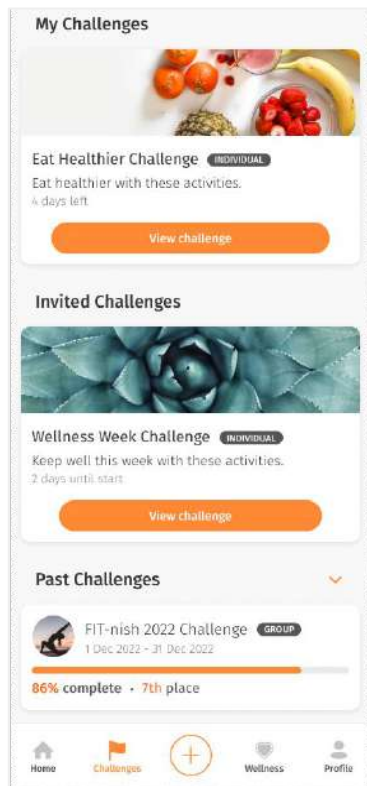 My Challenges
Eat Healthier Challenge INDIVIDUAL
Eat healthier with these activities.
4 days left
View challenge
Invited Challenges
Wellness Week Challenge INDIVIDUAL
Keep well this week with these activities.
2 days until start
View challenge
Past Challenges
FIT-nish 2022 Challenge GROUP
1 Dec 2022 - 31 Dec 2022
86% complete • 7th place
Home Challenges Wellness Profile